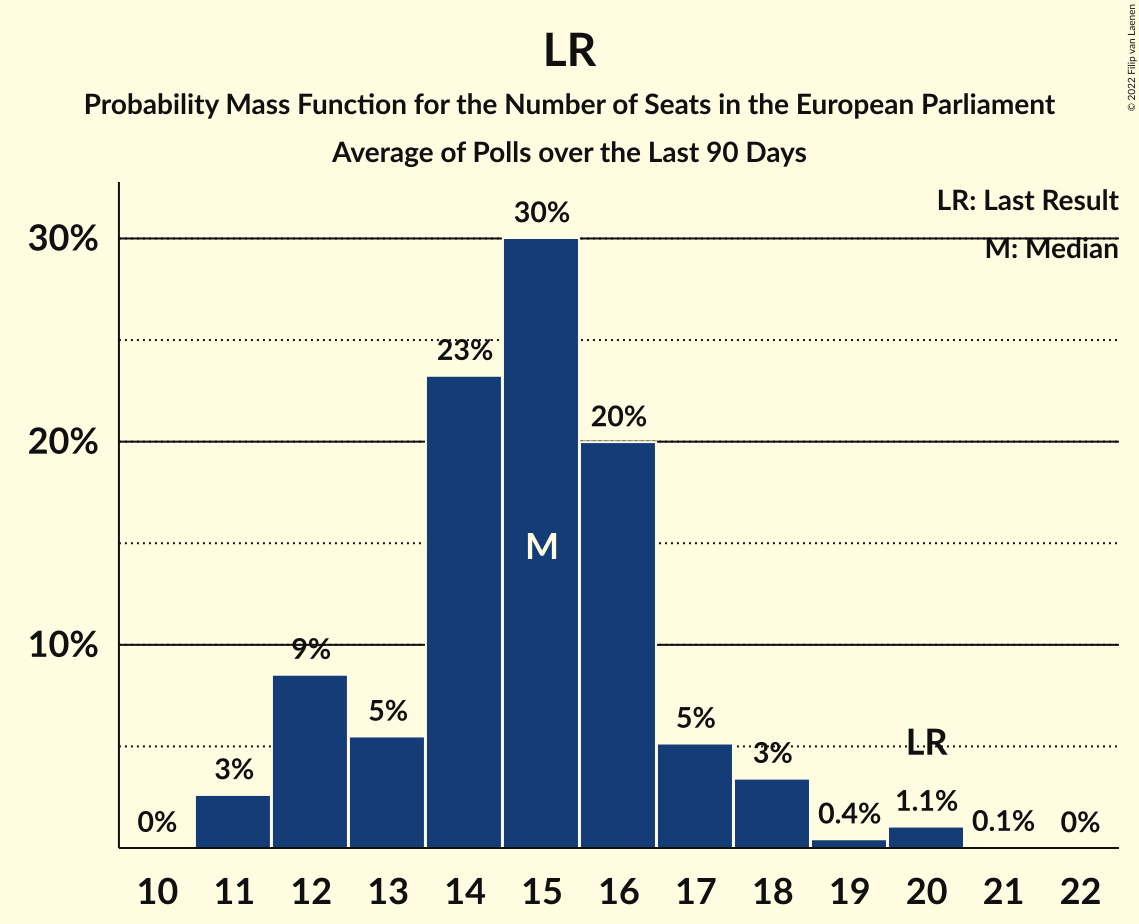 LR
Probability Mass Function for the Number of Seats in the European Parliament
Average of Polls over the Last 90 Days
© 2022 Filip van Laenen
LR: Last Result
M: Median
30%
20%
10%
0%
3%
9%
5%
23%
30%
M
20%
5%
3%
0.4%
LR
1.1%
0.1%
0%
10 11 12 13 14 15 16 17 18 19 20 21 22